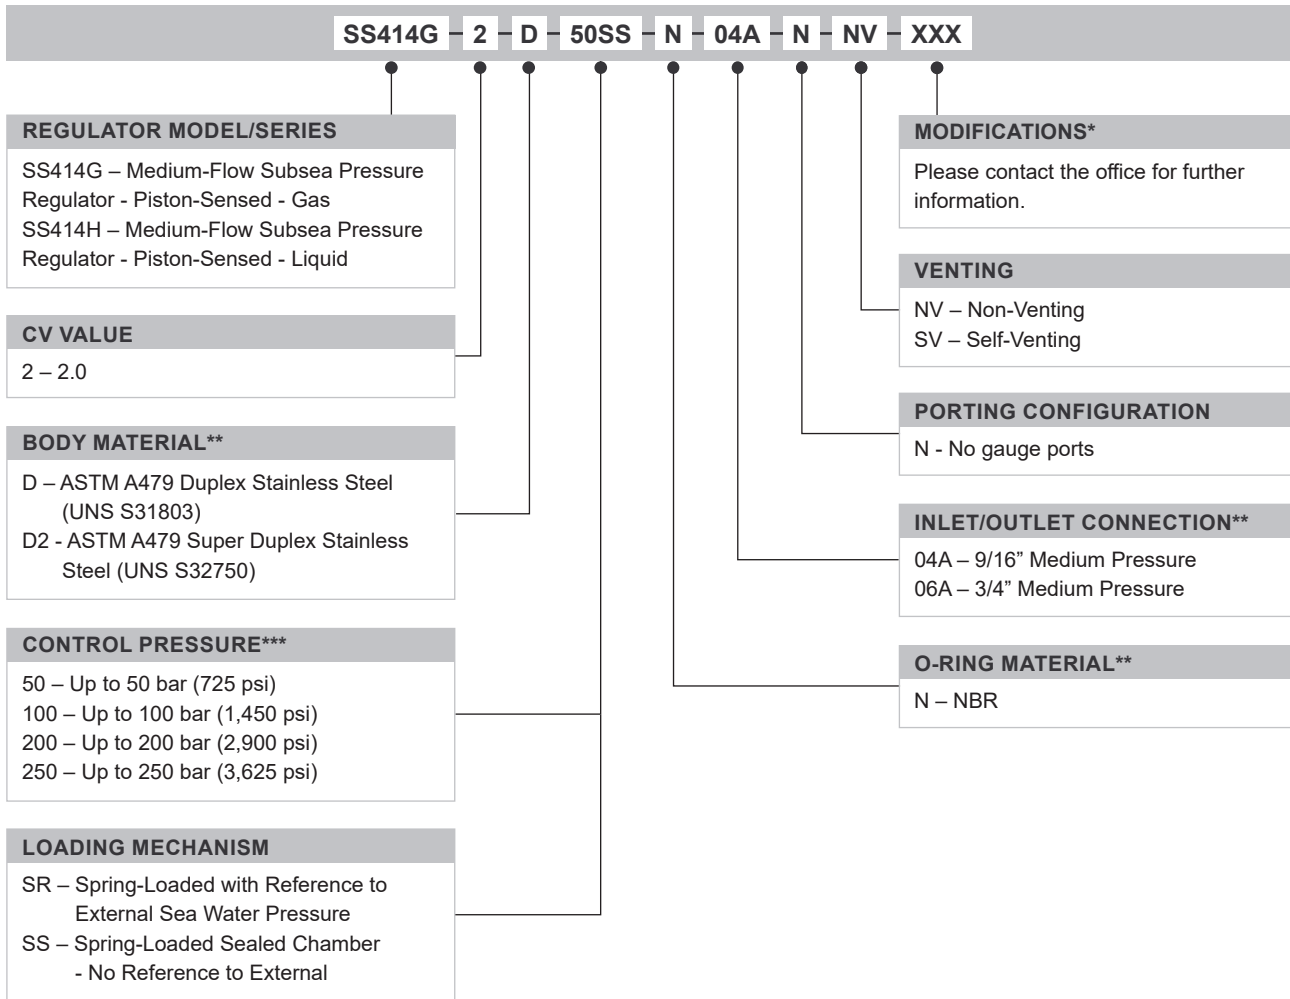 SS414G - 2 - D - 50SS - N - 04A - N - NV - XXX
REGULATOR MODEL/SERIES
SS414G – Medium-Flow Subsea Pressure
Regulator - Piston-Sensed - Gas
SS414H – Medium-Flow Subsea Pressure
Regulator - Piston-Sensed - Liquid
CV VALUE
2 – 2.0
BODY MATERIAL**
D – ASTM A479 Duplex Stainless Steel
(UNS S31803)
D2 - ASTM A479 Super Duplex Stainless
Steel (UNS S32750)
CONTROL PRESSURE***
50 – Up to 50 bar (725 psi)
100 – Up to 100 bar (1,450 psi)
200 – Up to 200 bar (2,900 psi)
250 – Up to 250 bar (3,625 psi)
LOADING MECHANISM
SR – Spring-Loaded with Reference to
External Sea Water Pressure
SS – Spring-Loaded Sealed Chamber
- No Reference to External
MODIFICATIONS*
Please contact the office for further
information.
VENTING
NV – Non-Venting
SV – Self-Venting
PORTING CONFIGURATION
N - No gauge ports
INLET/OUTLET CONNECTION**
04A – 9/16” Medium Pressure
06A – 3/4” Medium Pressure
O-RING MATERIAL**
N – NBR